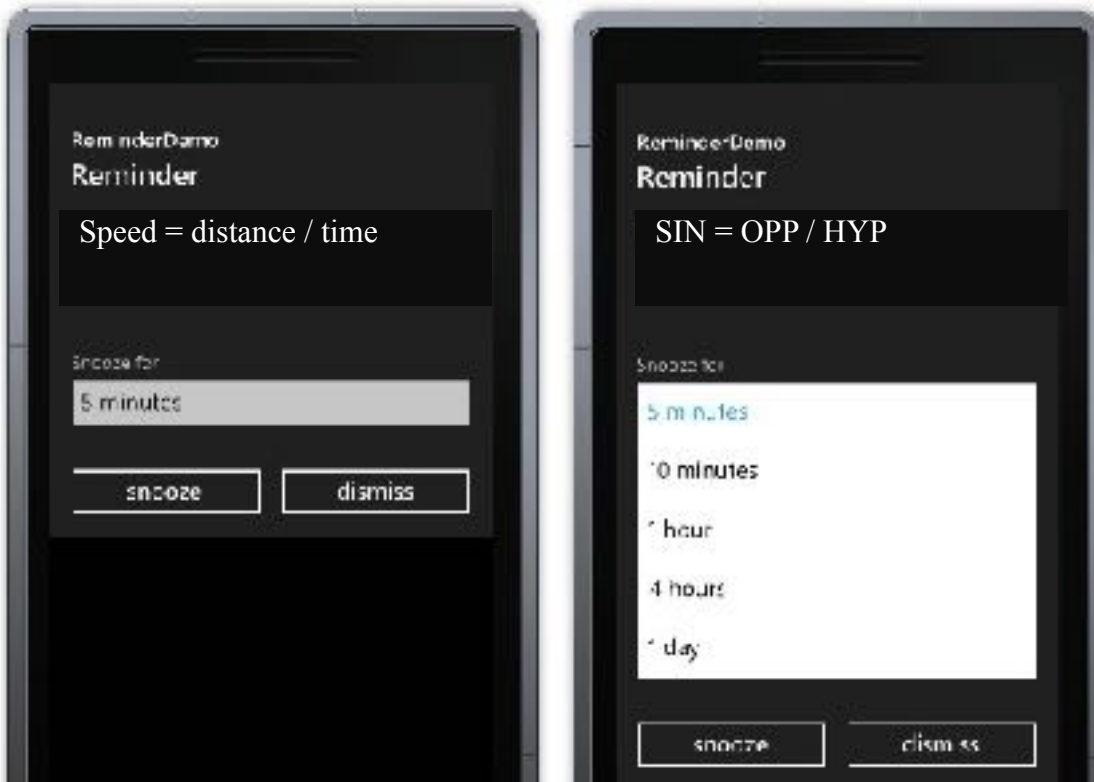 ReminderDemo
Reminder
Speed = distance / time
Snooze for
5 minutes
snooze
dismiss
ReminderDemo
Reminder
SIN = OPP / HYP
Snooze for
5 minutes
10 minutes
1 hour
4 hours
1 day
snooze
dismiss